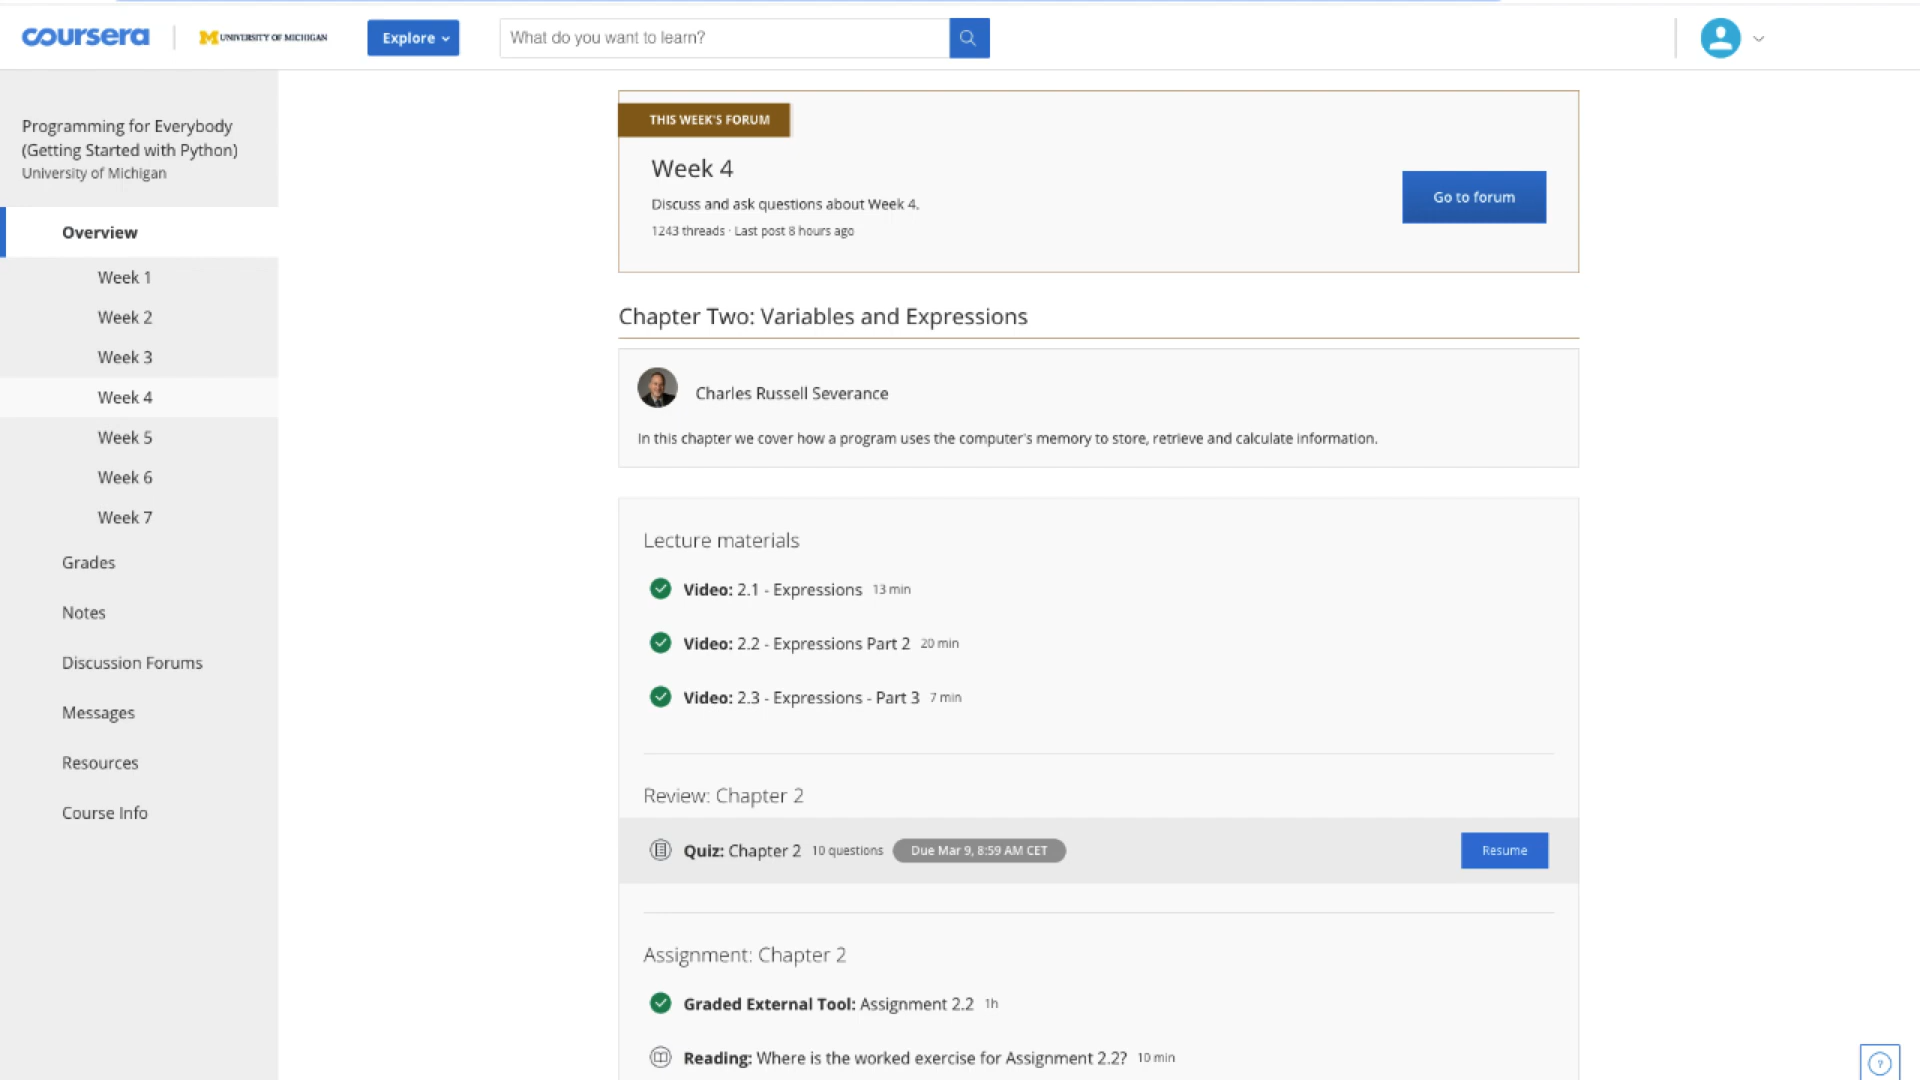 coursera
M UNIVERSITY OF MICHIGAN
Explore
What do you want to learn?
Programming for Everybody
(Getting Started with Python)
University of Michigan
Overview
Week 1
Week 2
Week 3
Week 4
Week 5
Week 6
Week 7
Grades
Notes
Discussion Forums
Messages
Resources
Course Info
THIS WEEK'S FORUM
Week 4
Discuss and ask questions about Week 4.
1243 threads · Last post 8 hours ago
Go to forum
Chapter Two: Variables and Expressions
Charles Russell Severance
In this chapter we cover how a program uses the computer's memory to store, retrieve and calculate information.
Lecture materials
Video: 2.1 - Expressions 13 min
Video: 2.2 - Expressions Part 2 20 min
Video: 2.3 - Expressions - Part 3 7 min
Review: Chapter 2
Quiz: Chapter 2 10 questions Due Mar 9, 8:59 AM CET Resume
Assignment: Chapter 2
Graded External Tool: Assignment 2.2 1h
Reading: Where is the worked exercise for Assignment 2.2? 10 min
?